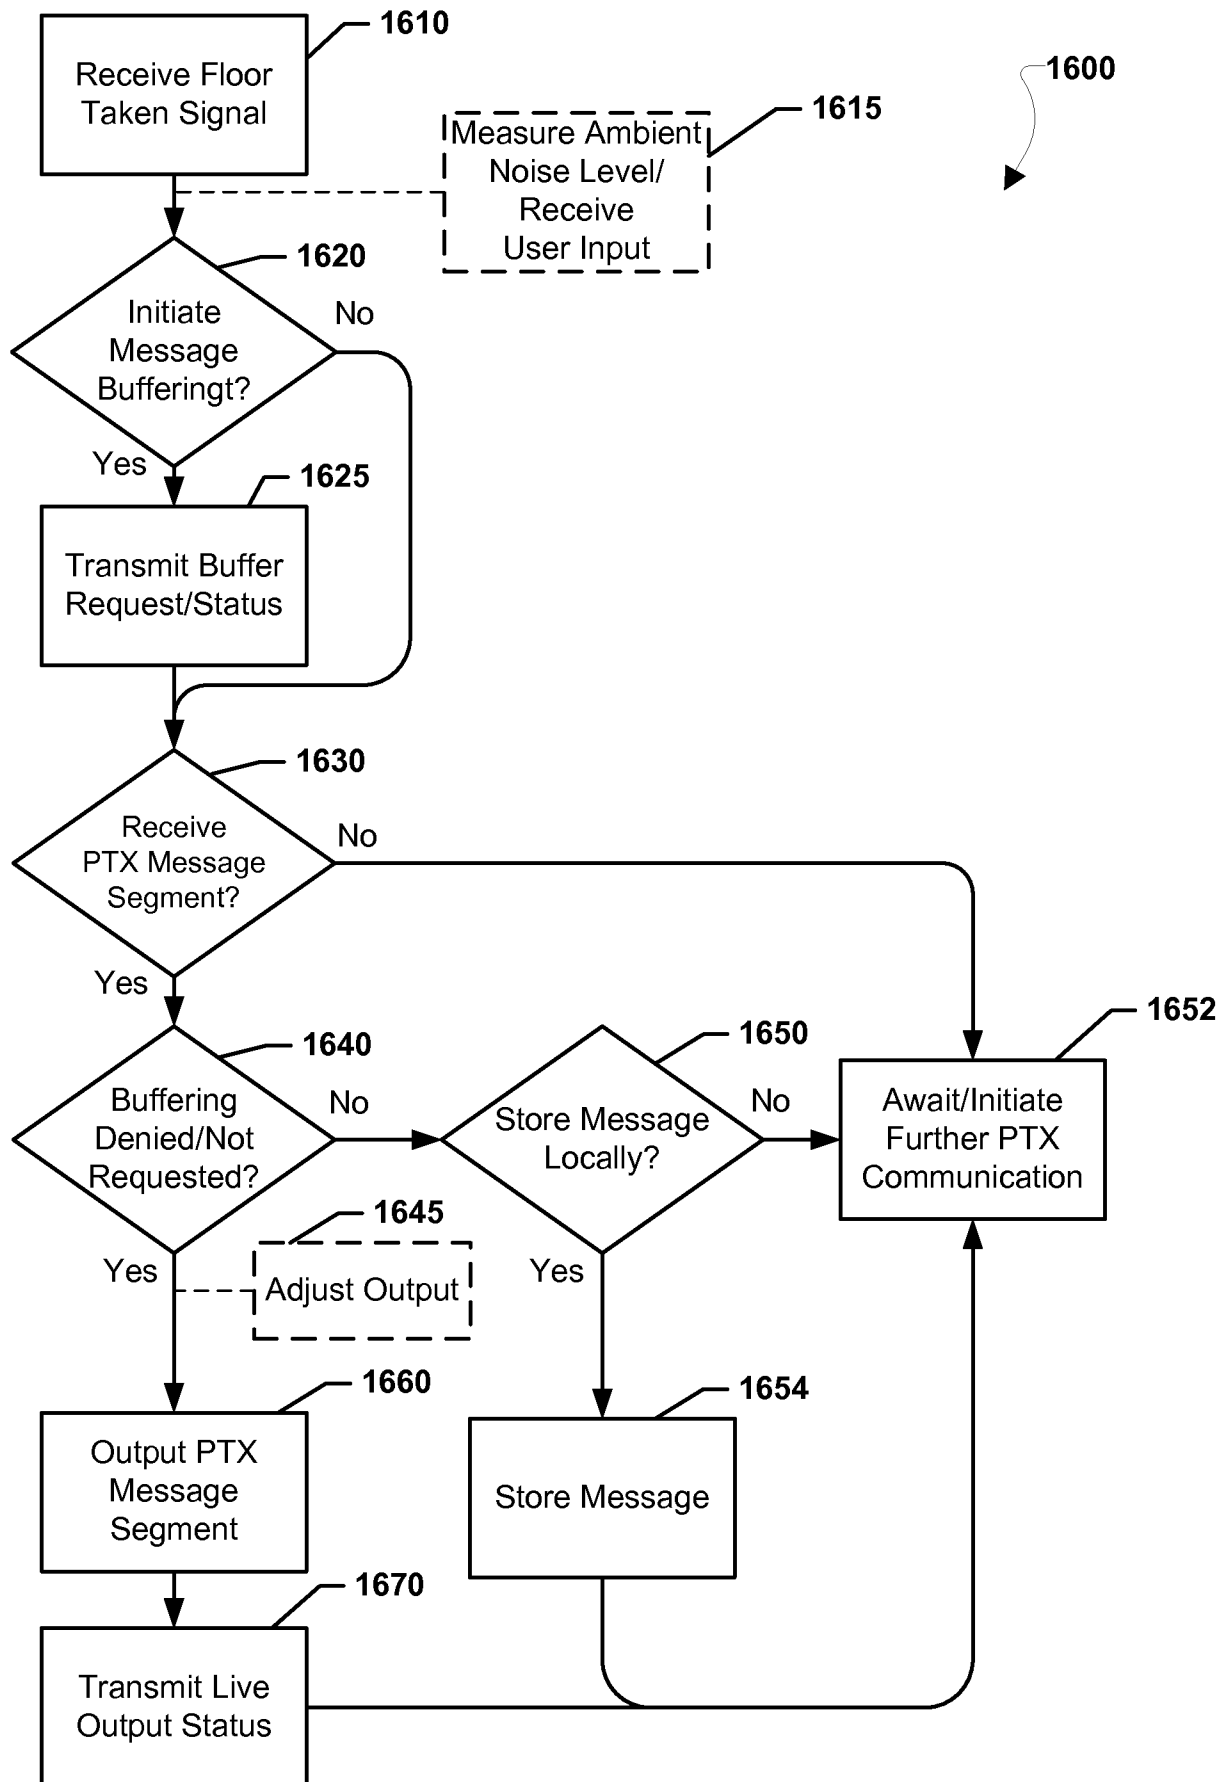 1610
Receive Floor
Taken Signal
1600
1615
Measure Ambient
Noise Level/
Receive
User Input
1620
Initiate
Message
Bufferingt?
No
Yes
1625
Transmit Buffer
Request/Status
1630
Receive
PTX Message
Segment?
No
Yes
1640
Buffering
Denied/Not
Requested?
No
Yes
1650
Store Message
Locally?
No
Yes
1652
Await/Initiate
Further PTX
Communication
1645
Adjust Output
1660
Output PTX
Message
Segment
1654
Store Message
1670
Transmit Live
Output Status